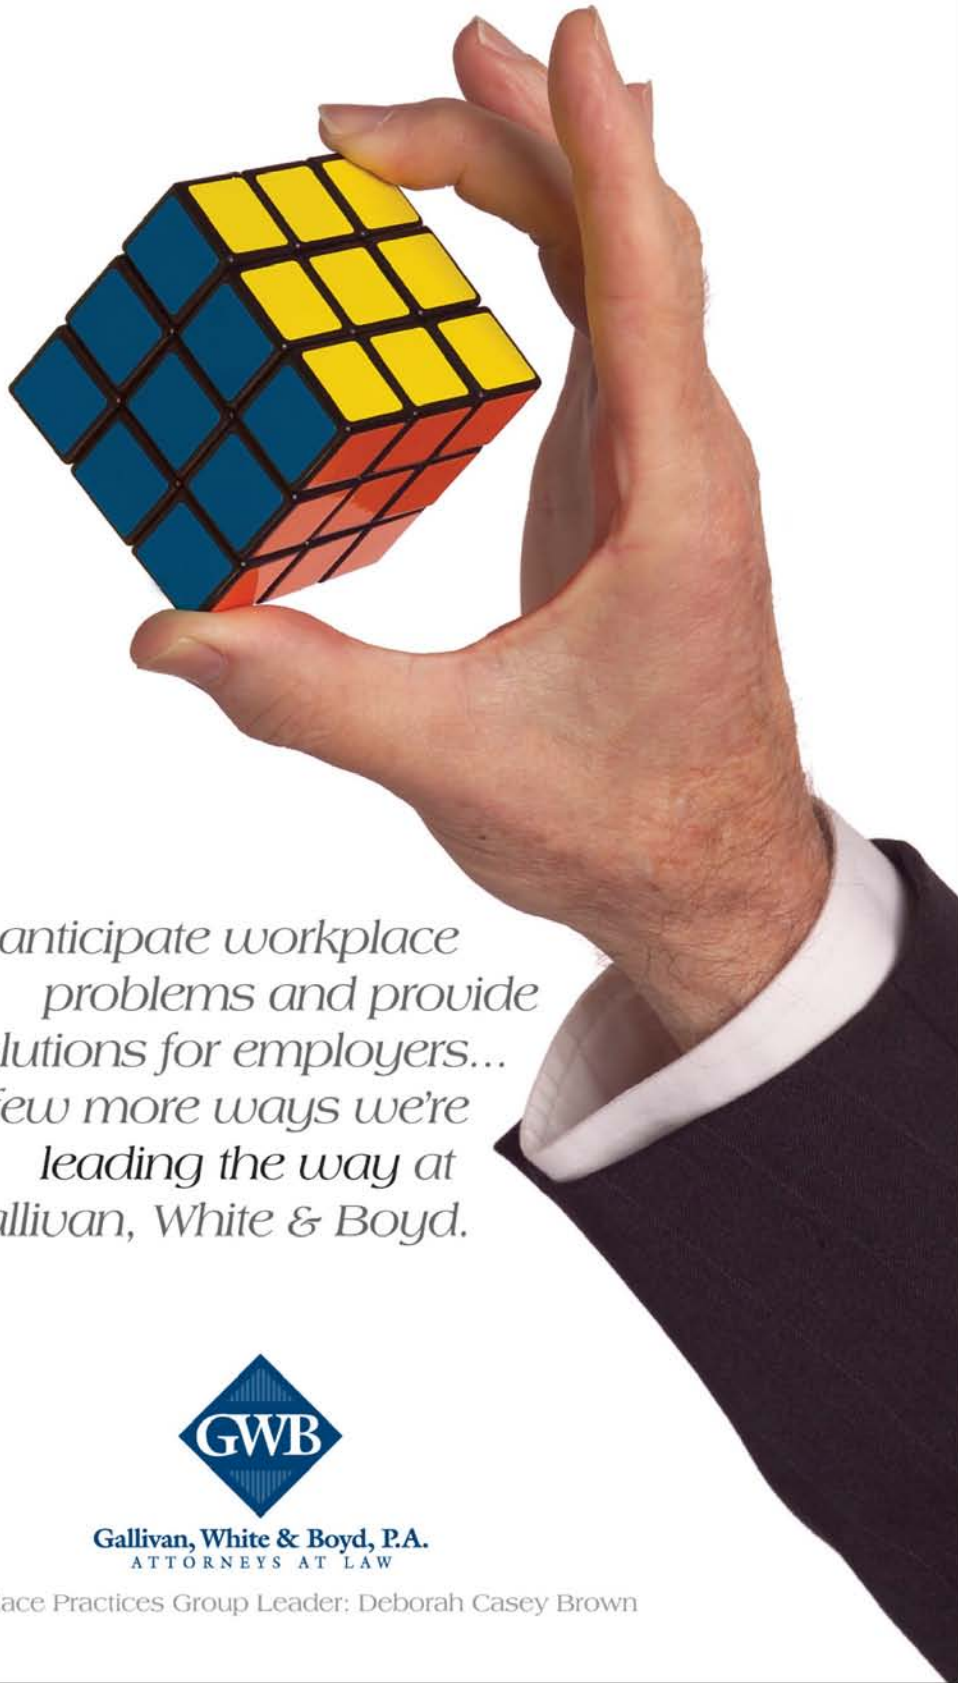 anticipate workplace
problems and provide
lutions for employers...
ew more ways we're
leading the way at
allivan, White & Boyd.
GWB
Gallivan, White & Boyd, P.A.
ATTORNEYS AT LAW
ace Practices Group Leader: Deborah Casey Brown